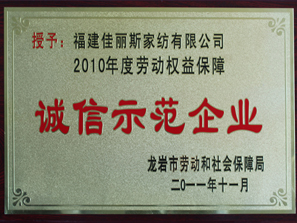 授予：福建佳丽斯家纺有限公司
2010年度劳动权益保障
诚信示范企业
龙岩市劳动和社会保障局
二〇一一年十一月